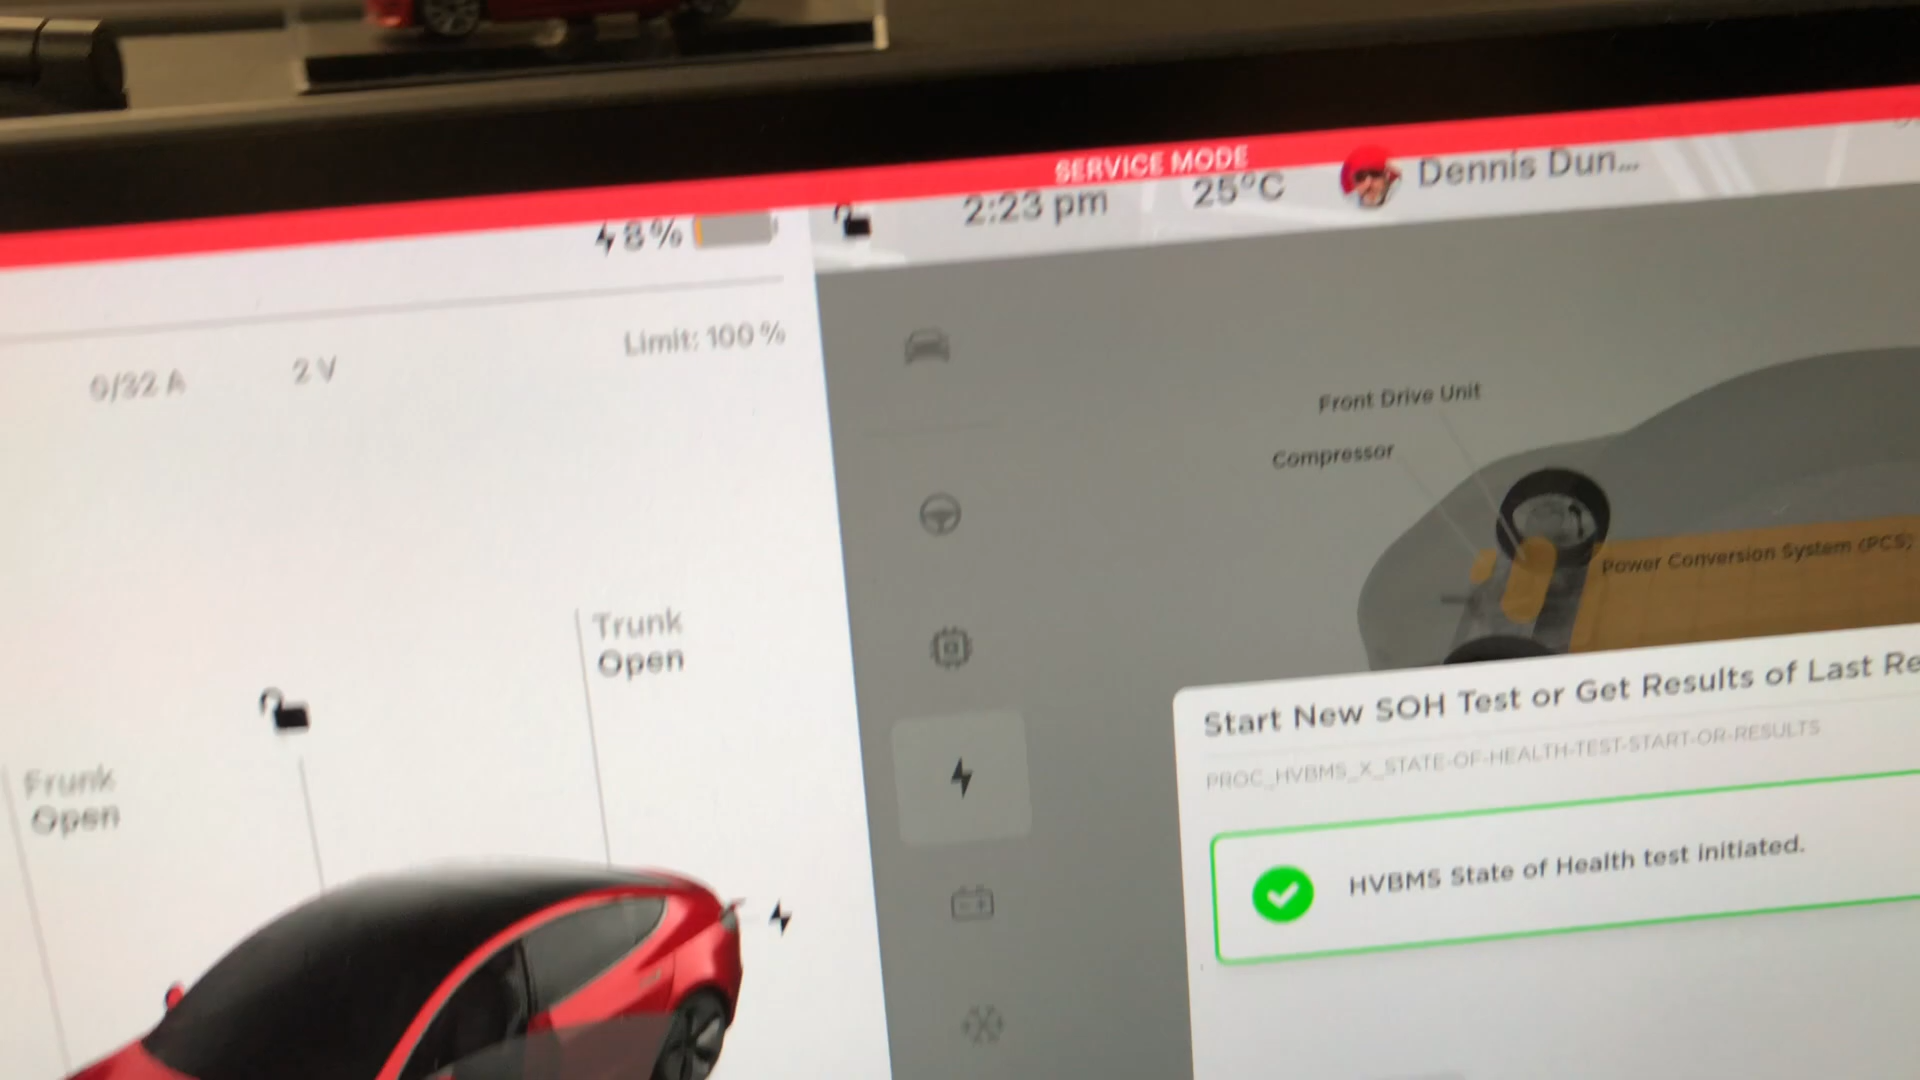 SERVICE MODE
8%
2:23 pm
25°C
Dennis Dun...
Limit: 100%
2 V
Front Drive Unit
Compressor
Power Conversion System (PCS)
Trunk
Open
Frunk
Open
Start New SOH Test or Get Results of Last Re
PROC_HVBMS_X_STATE-OF-HEALTH-TEST-START-OR-RESULTS
HVBMS State of Health test initiated.